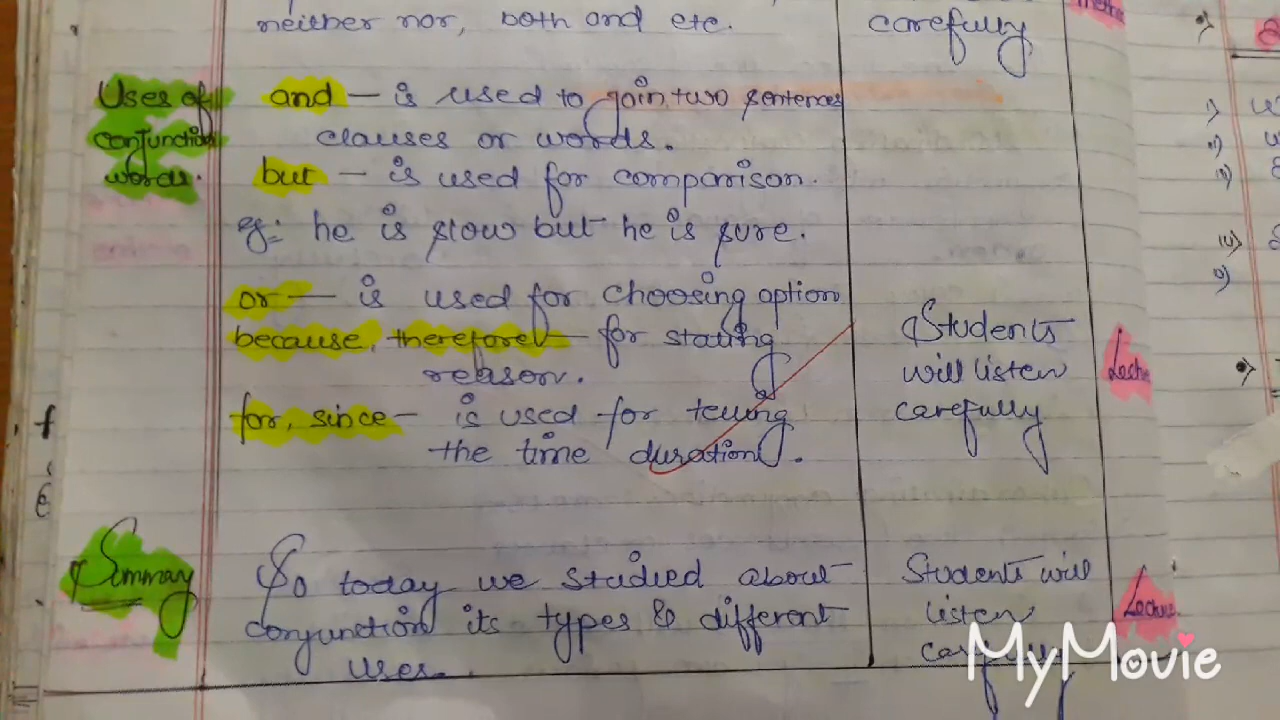 neither nor, both and etc.
carefully
Uses of
conjunction
words.
and — is used to join two sentences
clauses or words.
but — is used for comparison.
eg:- he is slow but he is sure.
or — is used for choosing option
because, therefore — for stating
reason.
for, since — is used for telling
the time duration.
Students
will listen
carefully
Summary
So today we studied about
conjunction its types & different
uses.
Students will
listen
carefully
Lecture
MyMovie